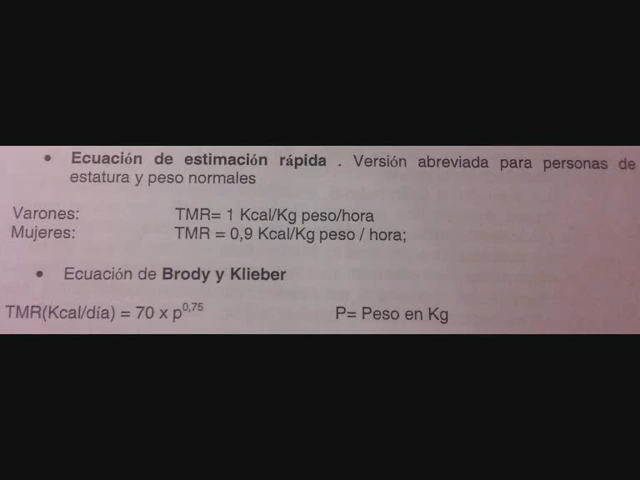 • Ecuación de estimación rápida . Versión abreviada para personas de
estatura y peso normales
Varones: TMR= 1 Kcal/Kg peso/hora
Mujeres: TMR = 0,9 Kcal/Kg peso / hora;
• Ecuación de Brody y Klieber
TMR(Kcal/día) = 70 x p^0,75 P= Peso en Kg